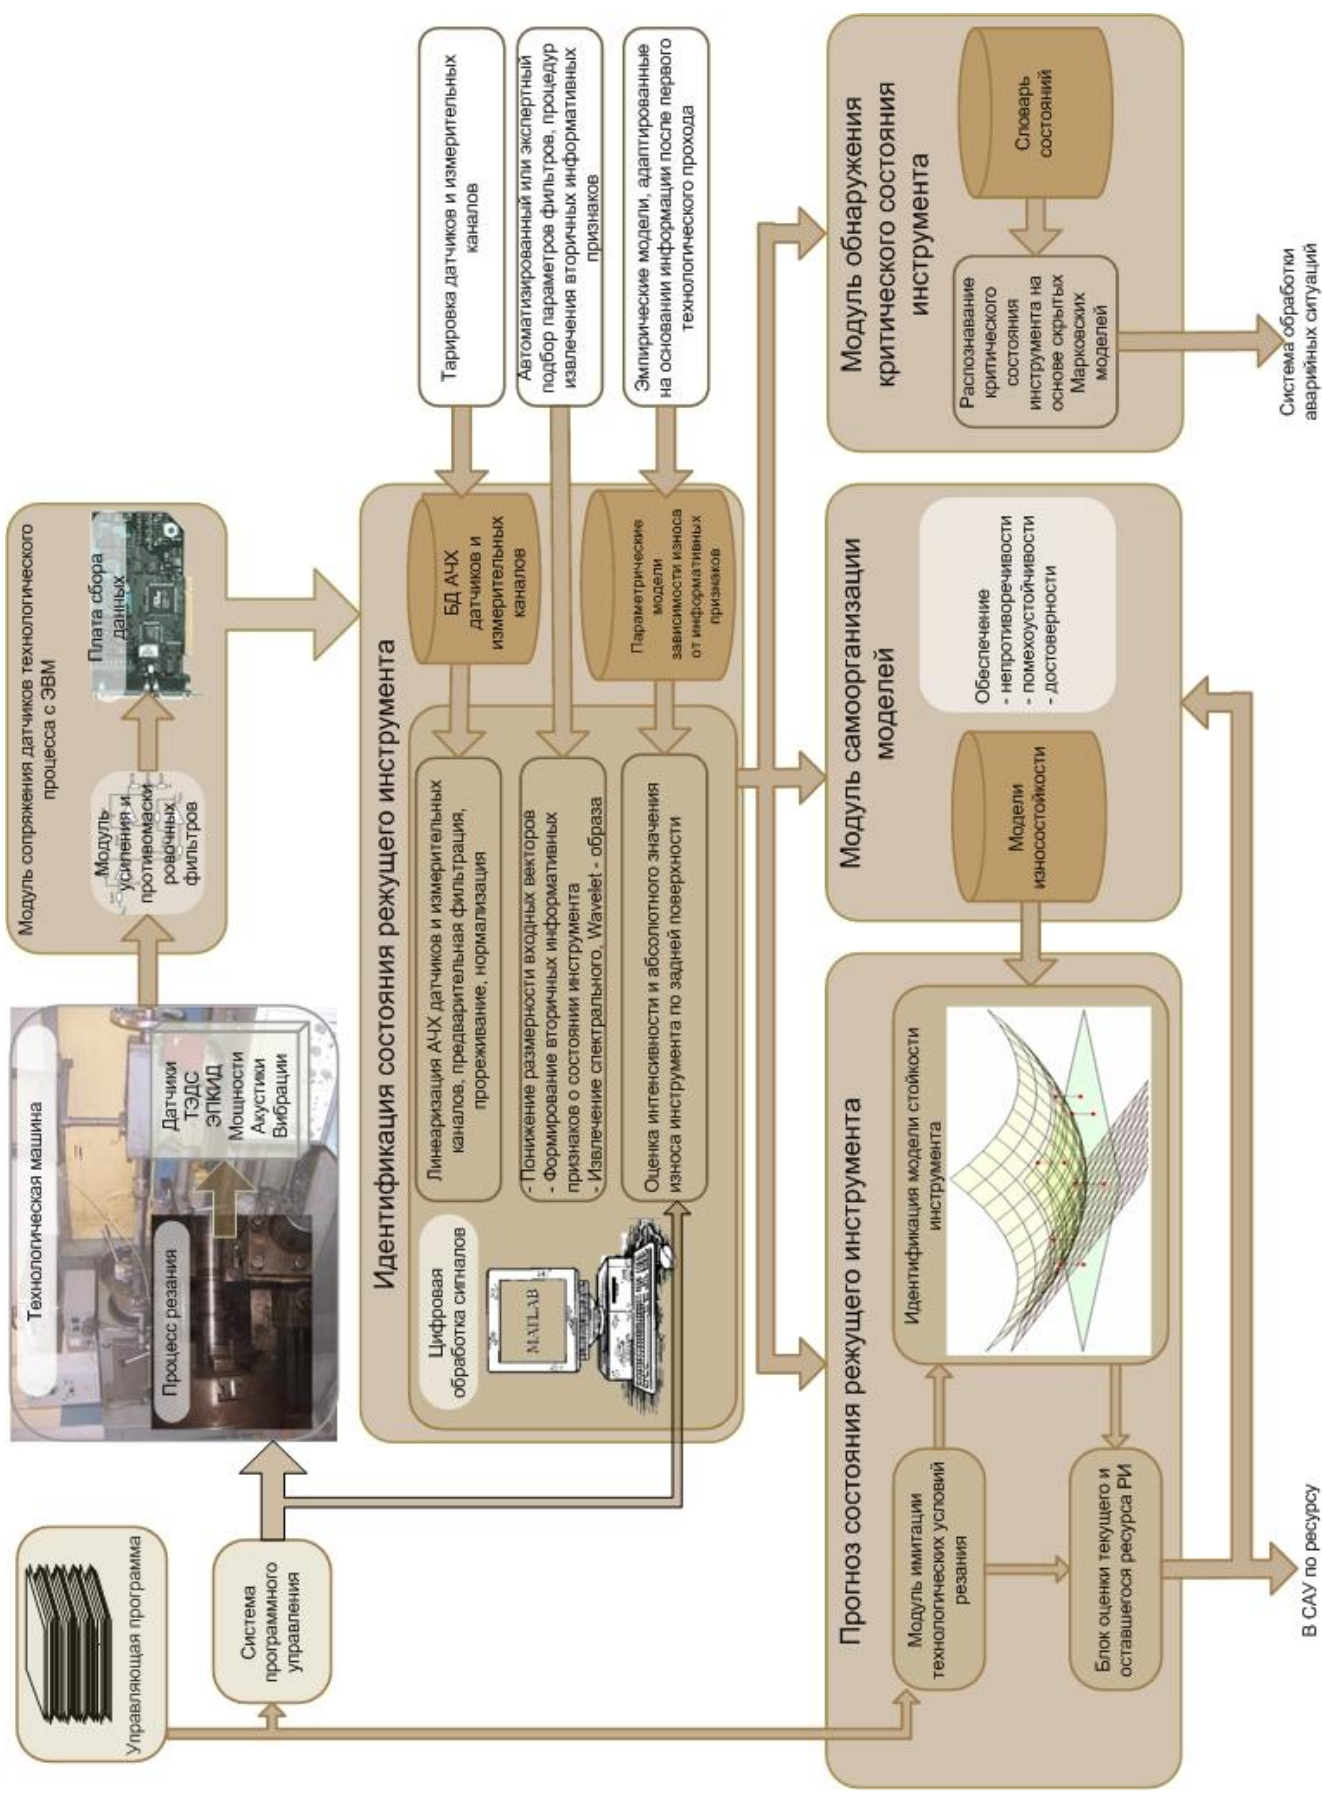 Управляющая программа
Система
программного
управления
Технологическая машина
Процесс резания
Датчики
ТЭДС
ЭПКИД
Мощности
Акустики
Вибрации
Модуль сопряжения датчиков технологического
процесса с ЭВМ
Модуль
усиления и
противомаски
ровочных
фильтров
Плата сбора
данных
Идентификация состояния режущего инструмента
Цифровая
обработка сигналов
MATLAB
Линеаризация АЧХ датчиков и измерительных
каналов, предварительная фильтрация,
прореживание, нормализация
- Понижение размерности входных векторов
- Формирование вторичных информативных
признаков о состоянии инструмента
- Извлечение спектрального, Wavelet - образа
Оценка интенсивности и абсолютного значения
износа инструмента по задней поверхности
БД АЧХ
датчиков и
измерительных
каналов
Параметрические
модели
зависимости износа
от информативных
признаков
Тарировка датчиков и измерительных
каналов
Автоматизированный или экспертный
подбор параметров фильтров, процедур
извлечения вторичных информативных
признаков
Эмпирические модели, адаптированные
на основании информации после первого
технологического прохода
Прогноз состояния режущего инструмента
Модуль имитации
технологических условий
резания
Идентификация модели стойкости
инструмента
Блок оценки текущего и
оставшегося ресурса РИ
В САУ по ресурсу
Модуль самоорганизации
моделей
Модели
износостойкости
Обеспечение
- непротиворечивости
- помехоустойчивости
- достоверности
Модуль обнаружения
критического состояния
инструмента
Распознавание
критического
состояния
инструмента на
основе скрытых
Марковских
моделей
Словарь
состояний
Система обработки
аварийных ситуаций